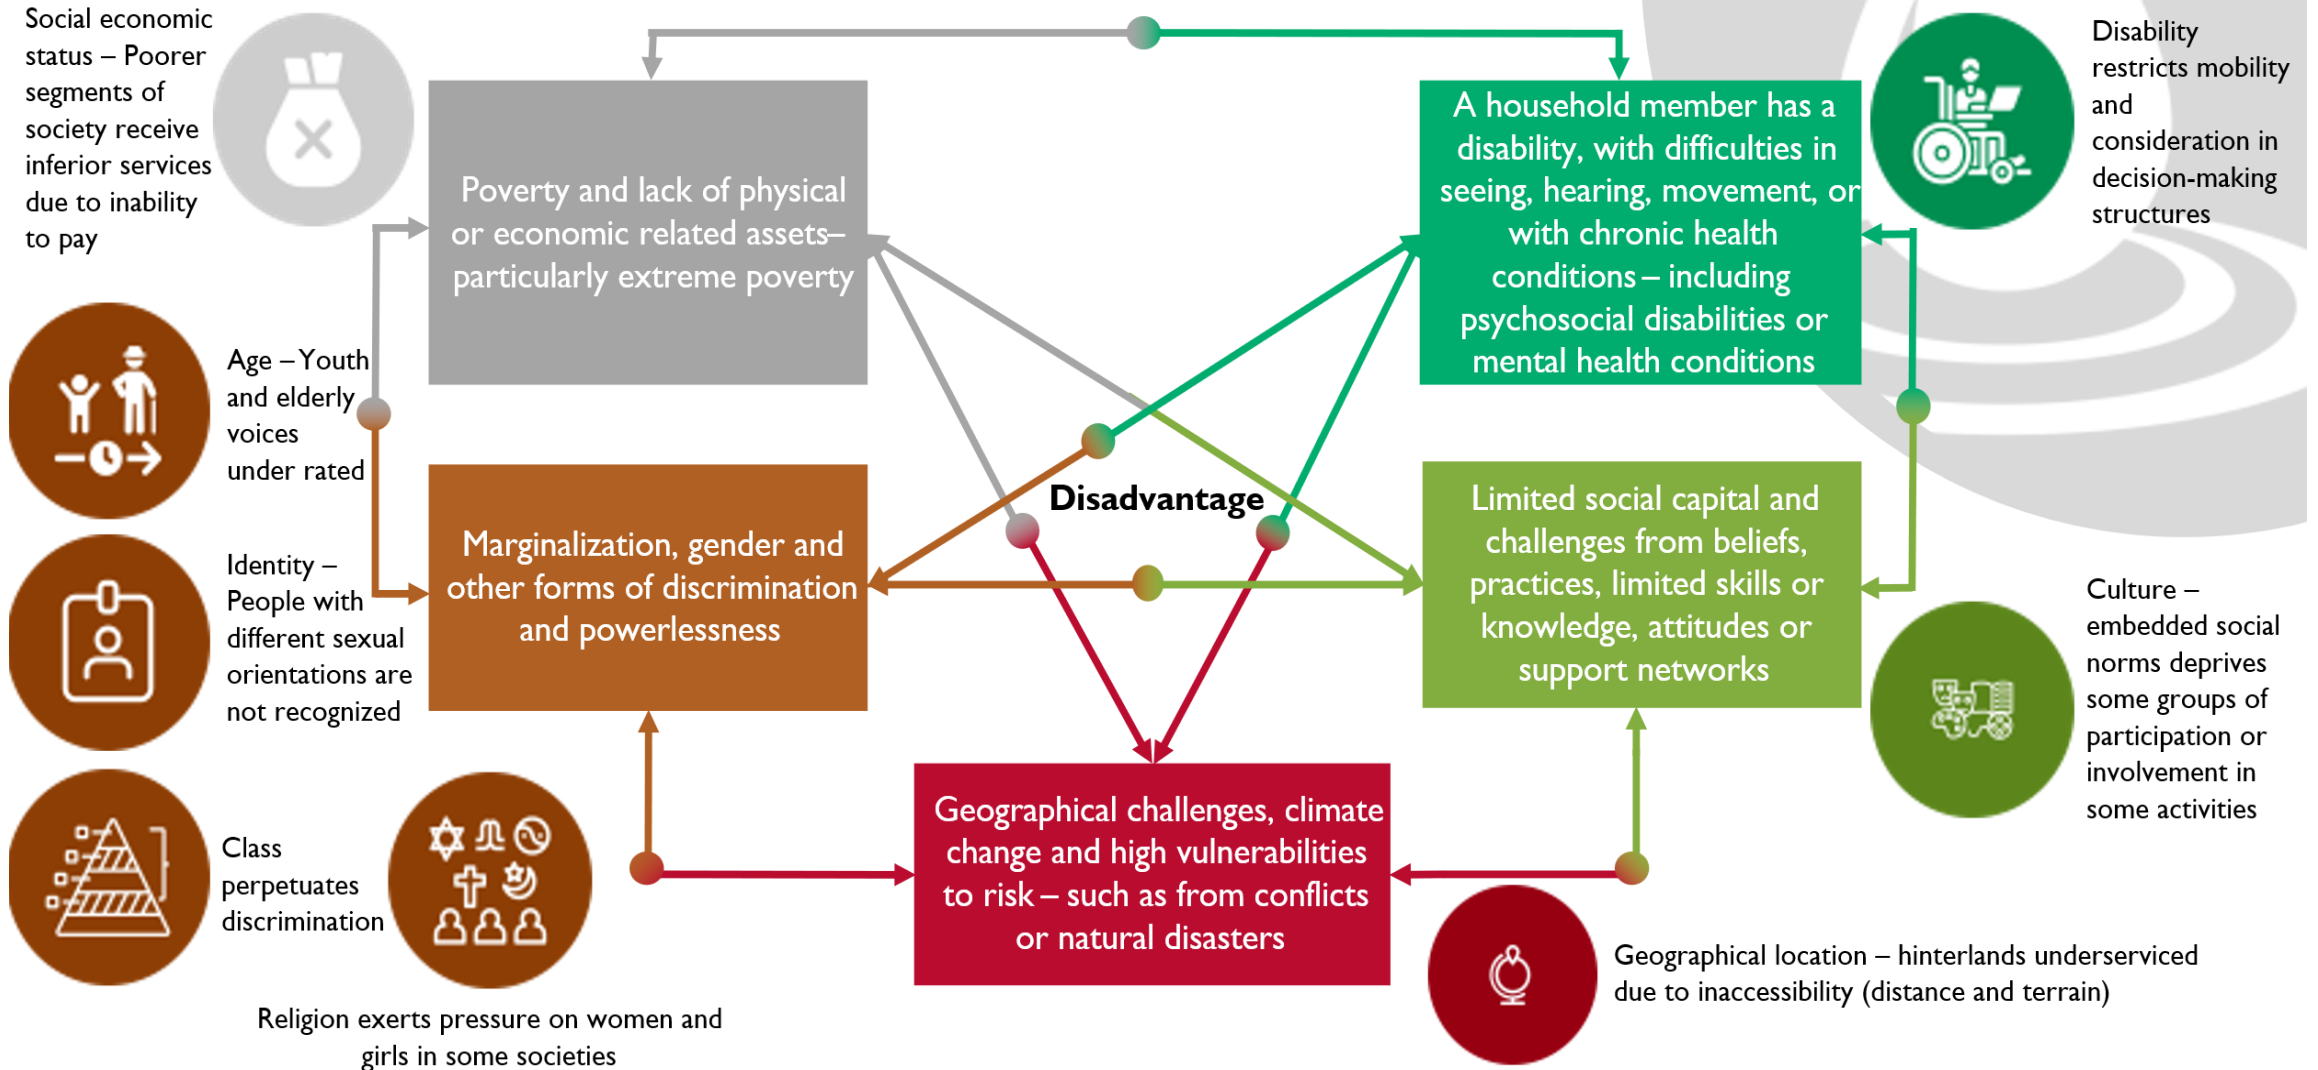 Social economic
status – Poorer
segments of
society receive
inferior services
due to inability
to pay
Poverty and lack of physical
or economic related assets–
particularly extreme poverty
A household member has a
disability, with difficulties in
seeing, hearing, movement, or
with chronic health
conditions – including
psychosocial disabilities or
mental health conditions
Disability
restricts mobility
and
consideration in
decision-making
structures
Age – Youth
and elderly
voices
under rated
Disadvantage
Identity –
People with
different sexual
orientations are
not recognized
Marginalization, gender and
other forms of discrimination
and powerlessness
Limited social capital and
challenges from beliefs,
practices, limited skills or
knowledge, attitudes or
support networks
Culture –
embedded social
norms deprives
some groups of
participation or
involvement in
some activities
Class
perpetuates
discrimination
Geographical challenges, climate
change and high vulnerabilities
to risk – such as from conflicts
or natural disasters
Geographical location – hinterlands underserviced
due to inaccessibility (distance and terrain)
Religion exerts pressure on women and
girls in some societies